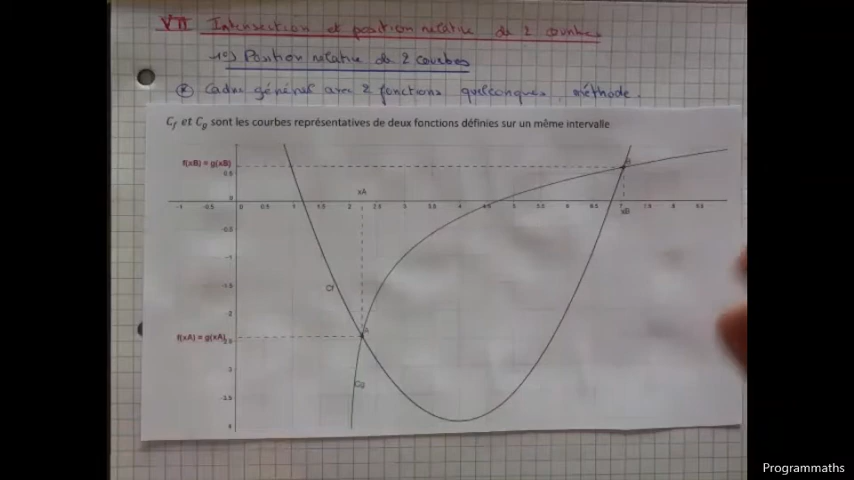 VII Intersection et position relative de 2 courbes
1°) Position relative de 2 courbes
Cadre général avec 2 fonctions quelconques, méthode.
Cf et Cg sont les courbes représentatives de deux fonctions définies sur un même intervalle
f(xB) = g(xB)
xA
xB
Cf
A
f(xA) = g(xA)
Cg
Programmaths